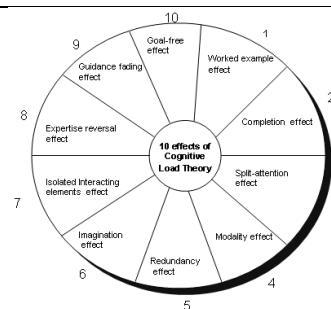 10
Goal-free
effect
1
Worked example
effect
2
Completion effect
Split-attention
effect
4
Modality effect
5
Redundancy
effect
6
Imagination
effect
7
Isolated Interacting
elements effect
8
Expertise reversal
effect
9
Guidance fading
effect
10 effects of
Cognitive
Load Theory